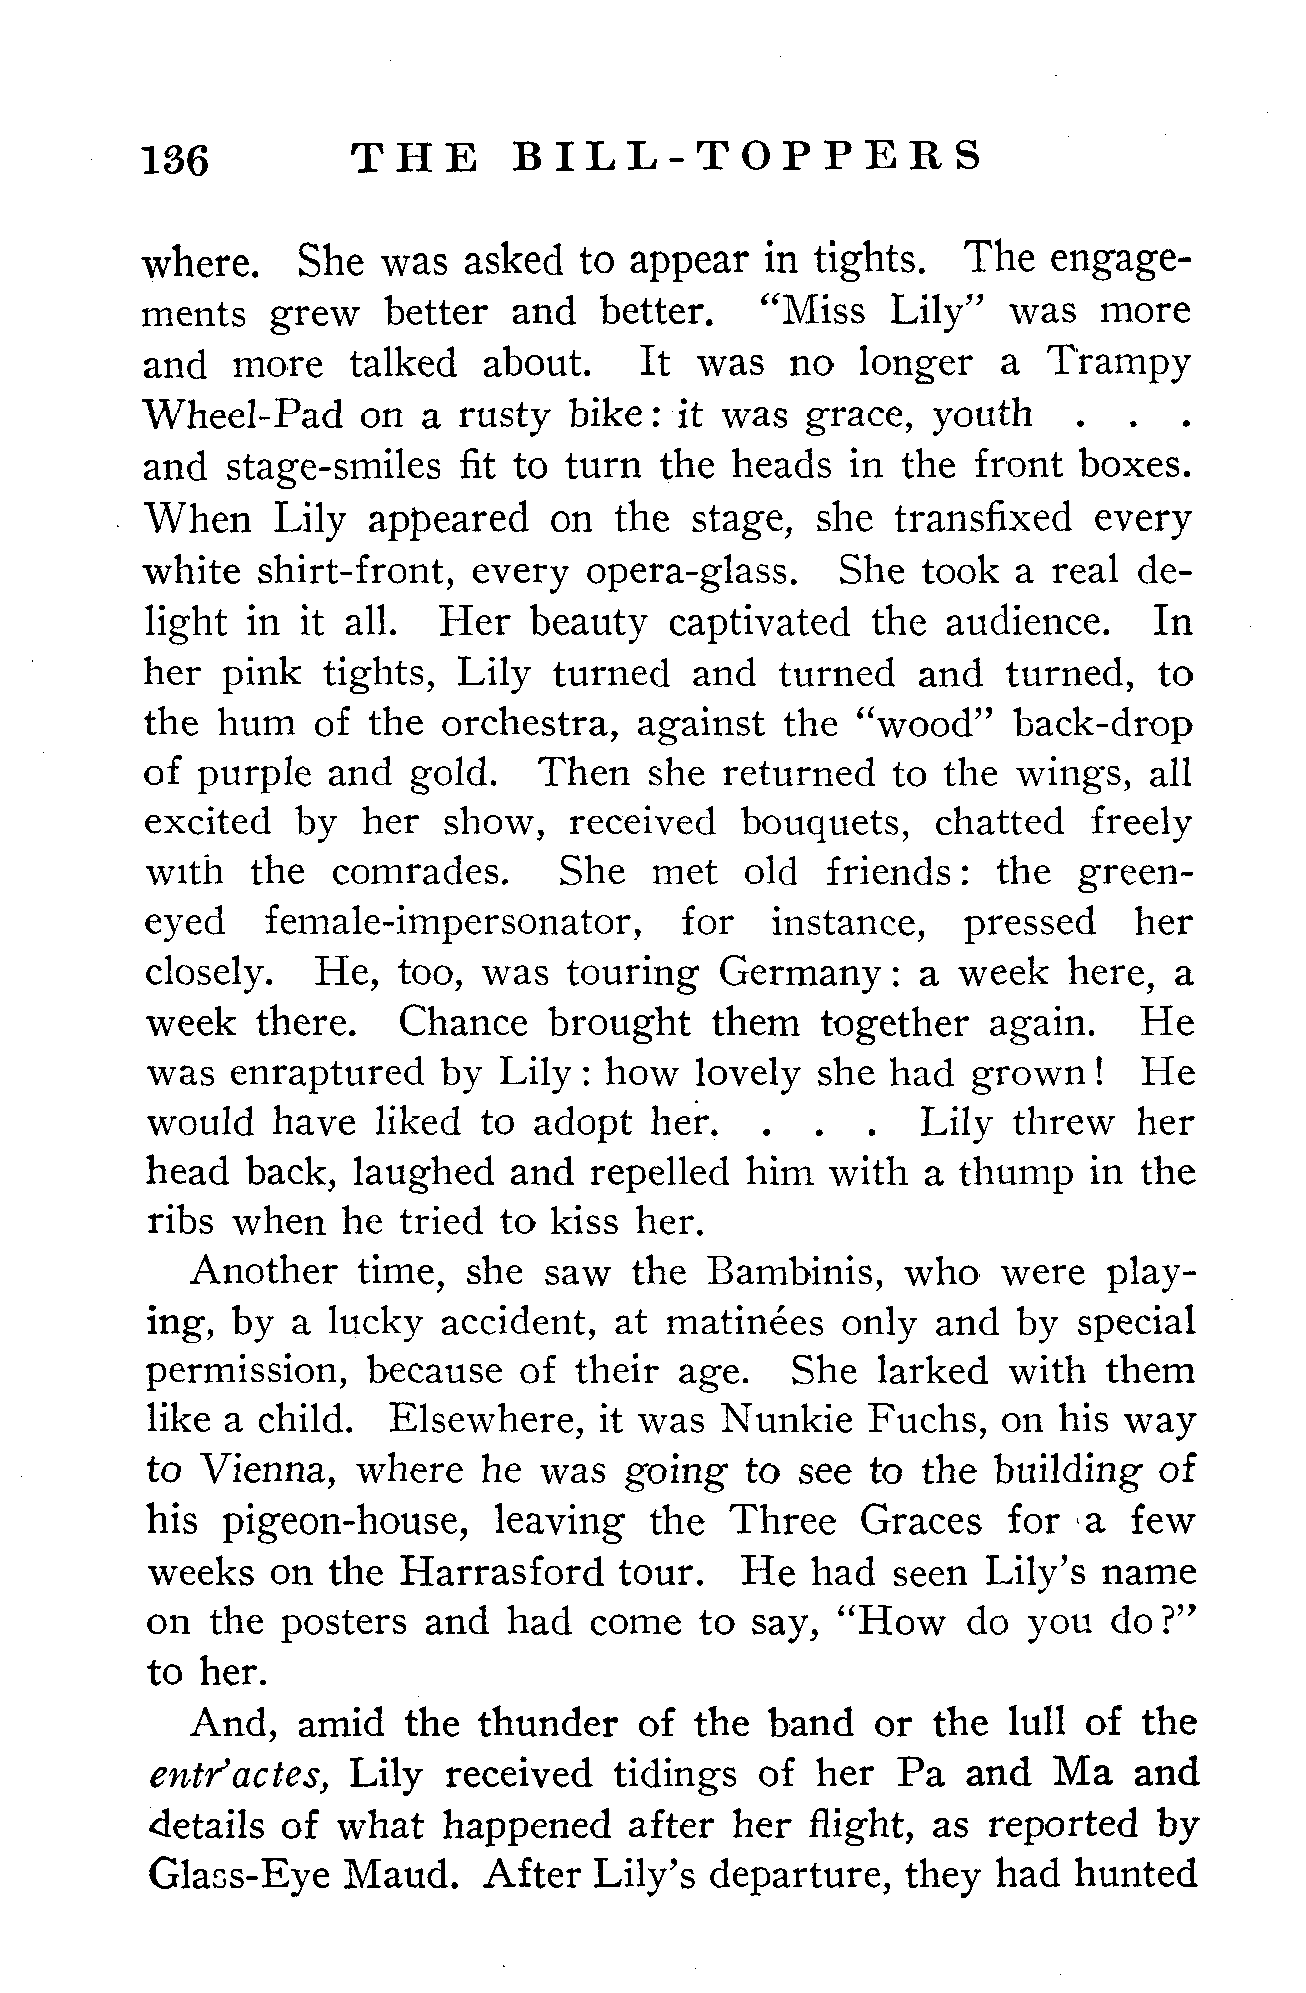 136 THE BILL-TOPPERS
where. She was asked to appear in tights. The engage-
ments grew better and better. “Miss Lily” was more
and more talked about. It was no longer a Trampy
Wheel-Pad on a rusty bike: it was grace, youth . . .
and stage-smiles fit to turn the heads in the front boxes.
When Lily appeared on the stage, she transfixed every
white shirt-front, every opera-glass. She took a real de-
light in it all. Her beauty captivated the audience. In
her pink tights, Lily turned and turned and turned, to
the hum of the orchestra, against the “wood” back-drop
of purple and gold. Then she returned to the wings, all
excited by her show, received bouquets, chatted freely
with the comrades. She met old friends: the green-
eyed female-impersonator, for instance, pressed her
closely. He, too, was touring Germany: a week here, a
week there. Chance brought them together again. He
was enraptured by Lily: how lovely she had grown! He
would have liked to adopt her. . . . Lily threw her
head back, laughed and repelled him with a thump in the
ribs when he tried to kiss her.
Another time, she saw the Bambinis, who were play-
ing, by a lucky accident, at matinées only and by special
permission, because of their age. She larked with them
like a child. Elsewhere, it was Nunkie Fuchs, on his way
to Vienna, where he was going to see to the building of
his pigeon-house, leaving the Three Graces for a few
weeks on the Harrasford tour. He had seen Lily’s name
on the posters and had come to say, “How do you do?”
to her.
And, amid the thunder of the band or the lull of the
entr’actes, Lily received tidings of her Pa and Ma and
details of what happened after her flight, as reported by
Glass-Eye Maud. After Lily’s departure, they had hunted